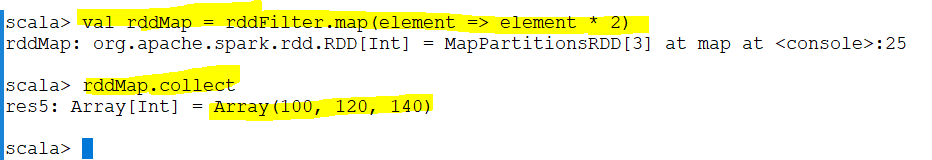 scala> val rddMap = rddFilter.map(element => element * 2)
rddMap: org.apache.spark.rdd.RDD[Int] = MapPartitionsRDD[3] at map at <console>:25
scala> rddMap.collect
res5: Array[Int] = Array(100, 120, 140)
scala>